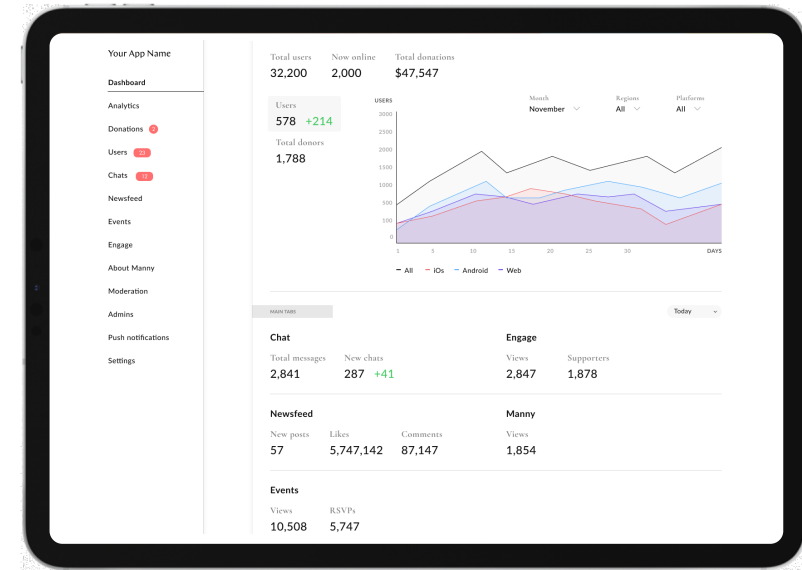 Your App Name
Dashboard
Analytics
Donations 2
Users 23
Chats 12
Newsfeed
Events
Engage
About Manny
Moderation
Admins
Push notifications
Settings
Total users Now online Total donations
32,200 2,000 $47,547
Users
578 +214
Total donors
1,788
USERS
Month Regions Platforms
November All All
3000
2500
2000
1500
1000
500
100
0
1 5 10 15 20 25 30 DAYS
All iOs Android Web
MAIN TABS
Today
Chat
Total messages New chats
2,841 287 +41
Engage
Views Supporters
2,847 1,878
Newsfeed
New posts Likes Comments
57 5,747,142 87,147
Manny
Views
1,854
Events
Views RSVPs
10,508 5,747